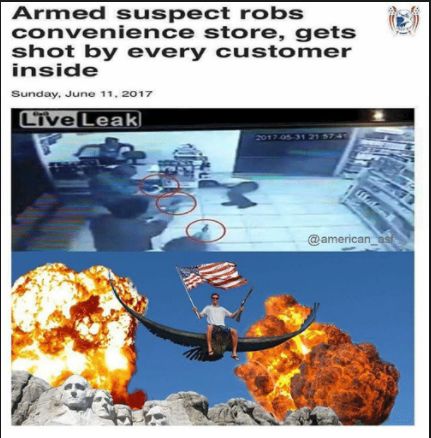 Armed suspect robs
convenience store, gets
shot by every customer
inside
Sunday, June 11, 2017
LiveLeak
2017-05-31 21:57:41
@american_asf